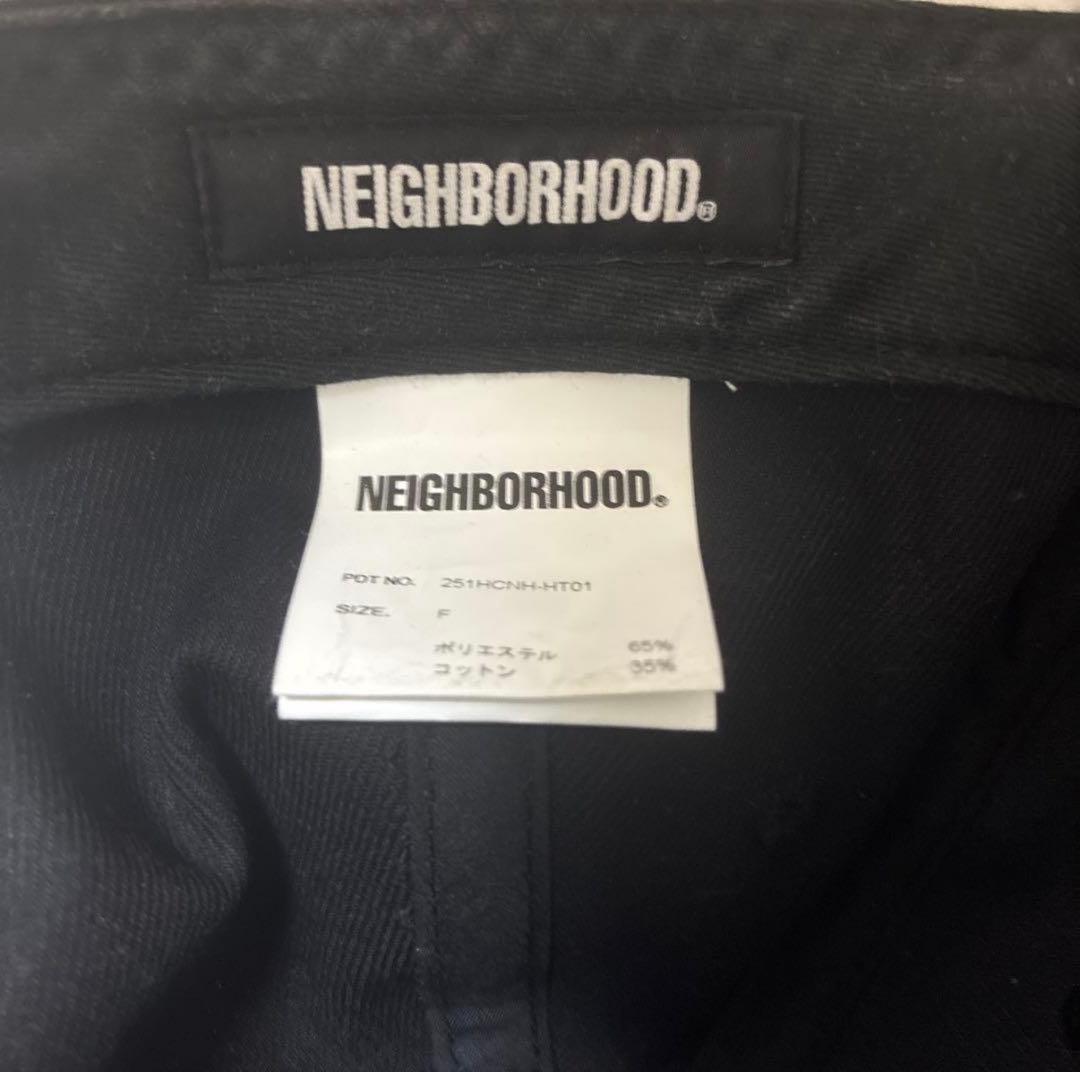 NEIGHBORHOOD®
NEIGHBORHOOD®
PDT NO. 251HCNH-HT01
SIZE. F
ポリエステル 65%
コットン 35%